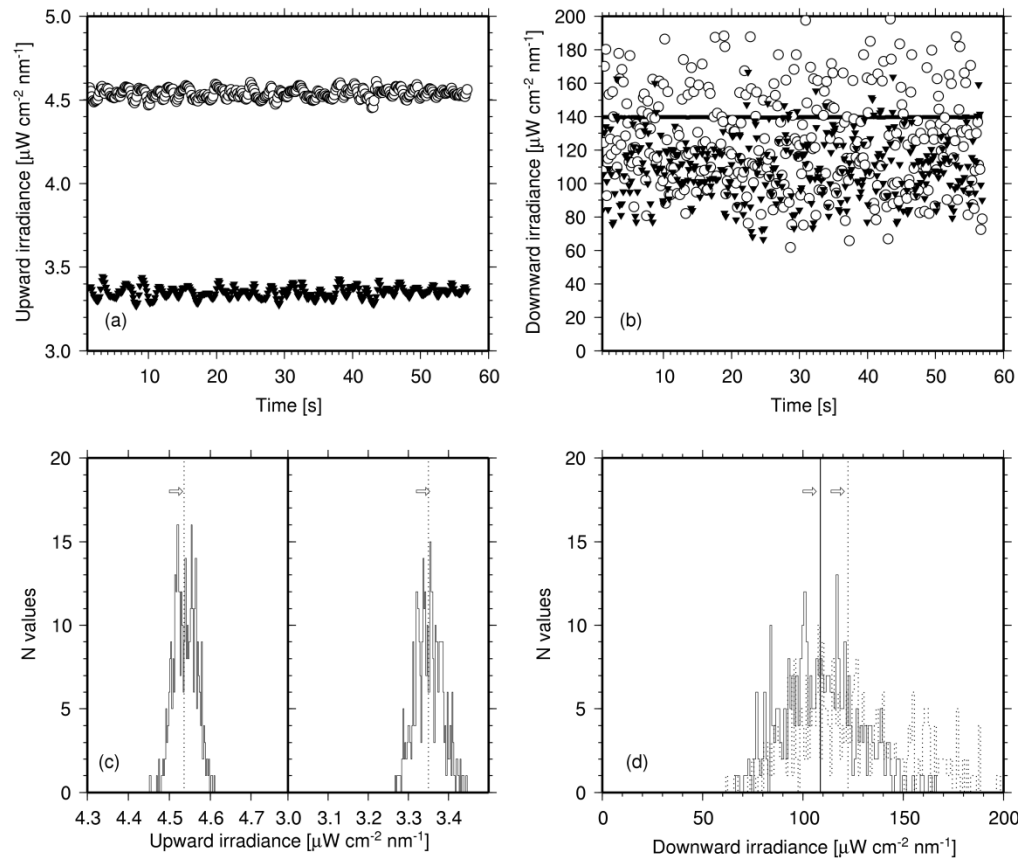 5.0
4.5
4.0
3.5
3.0
Upward irradiance [µW cm-2 nm-1]
(a)
10 20 30 40 50 60
Time [s]
200
180
160
140
120
100
80
60
40
20
0
Downward irradiance [µW cm-2 nm-1]
(b)
10 20 30 40 50 60
Time [s]
20
15
10
5
0
N values
(c)
4.3 4.4 4.5 4.6 4.7 3.0 3.1 3.2 3.3 3.4
Upward irradiance [µW cm-2 nm-1]
20
15
10
5
0
N values
(d)
0 50 100 150 200
Downward irradiance [µW cm-2 nm-1]